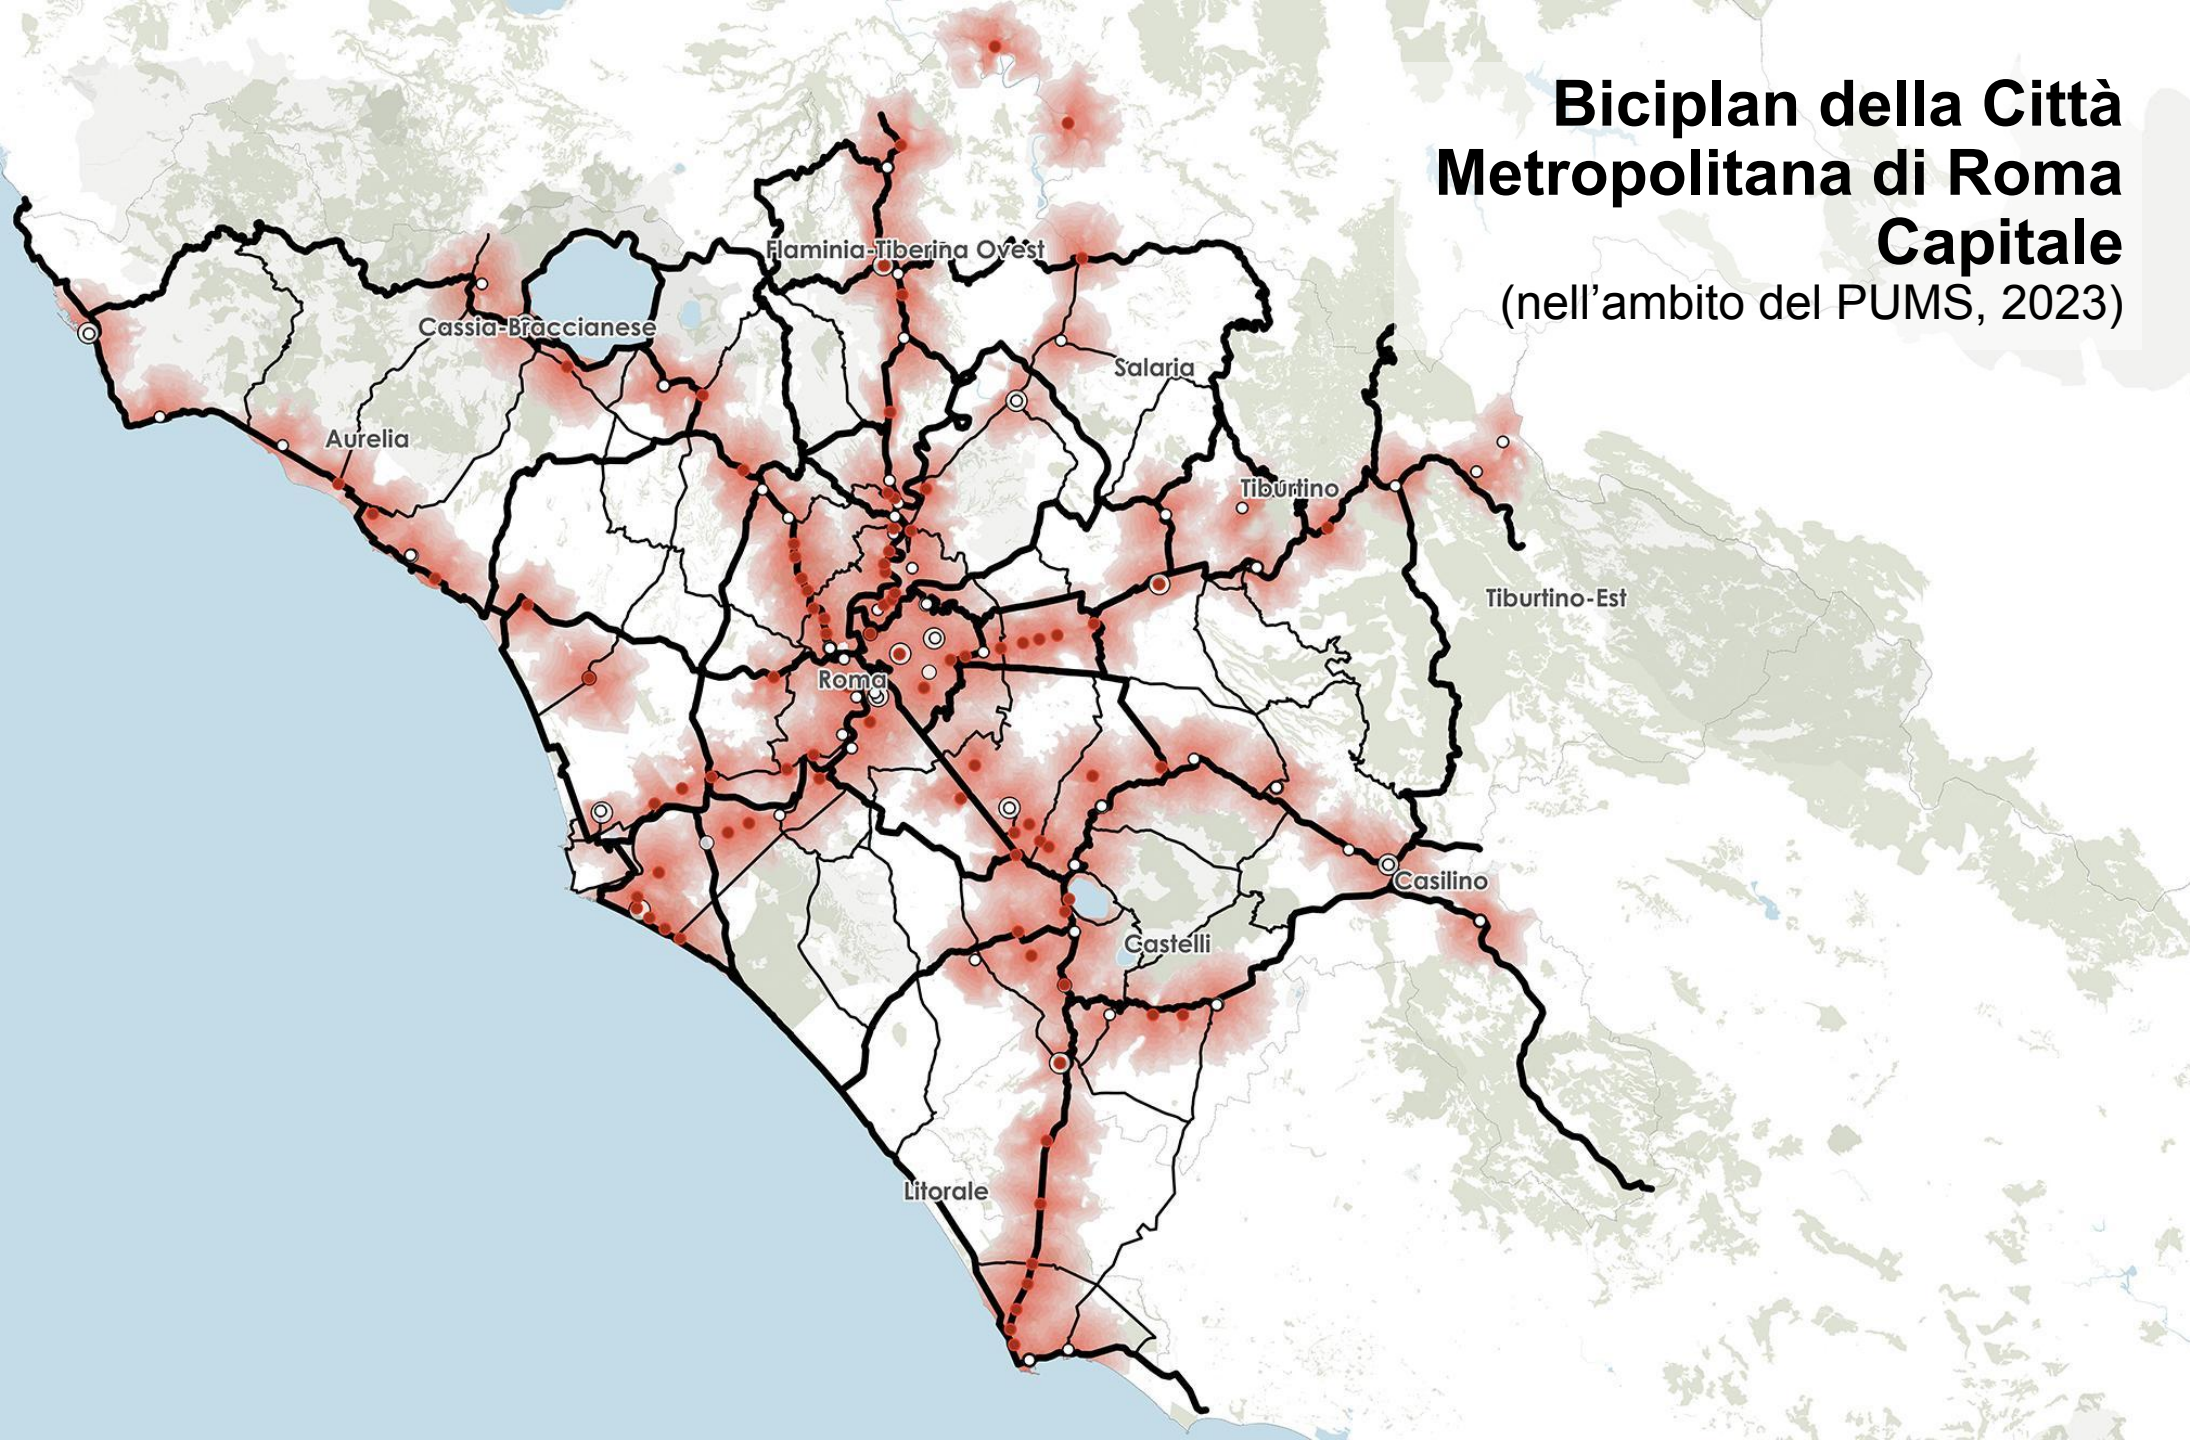 Biciplan della Città
Metropolitana di Roma
Capitale
(nell’ambito del PUMS, 2023)
Flaminia-Tiberina Ovest
Cassia-Braccianese
Salaria
Aurelia
Tiburtino
Tiburtino-Est
Roma
Casilino
Castelli
Litorale